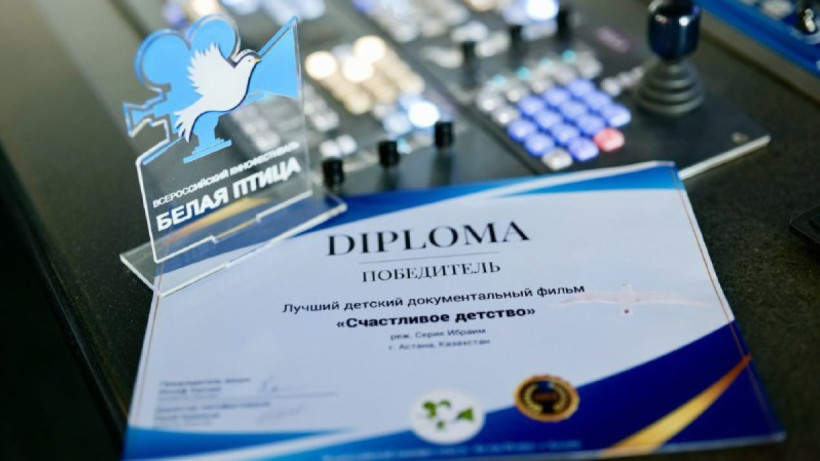 ВСЕРОССИЙСКИЙ КИНОФЕСТИВАЛЬ
БЕЛАЯ ПТИЦА
DIPLOMA
ПОБЕДИТЕЛЬ
Лучший детский документальный фильм
«Счастливое детство»
реж. Серик Ибраим
г. Астана, Казахстан